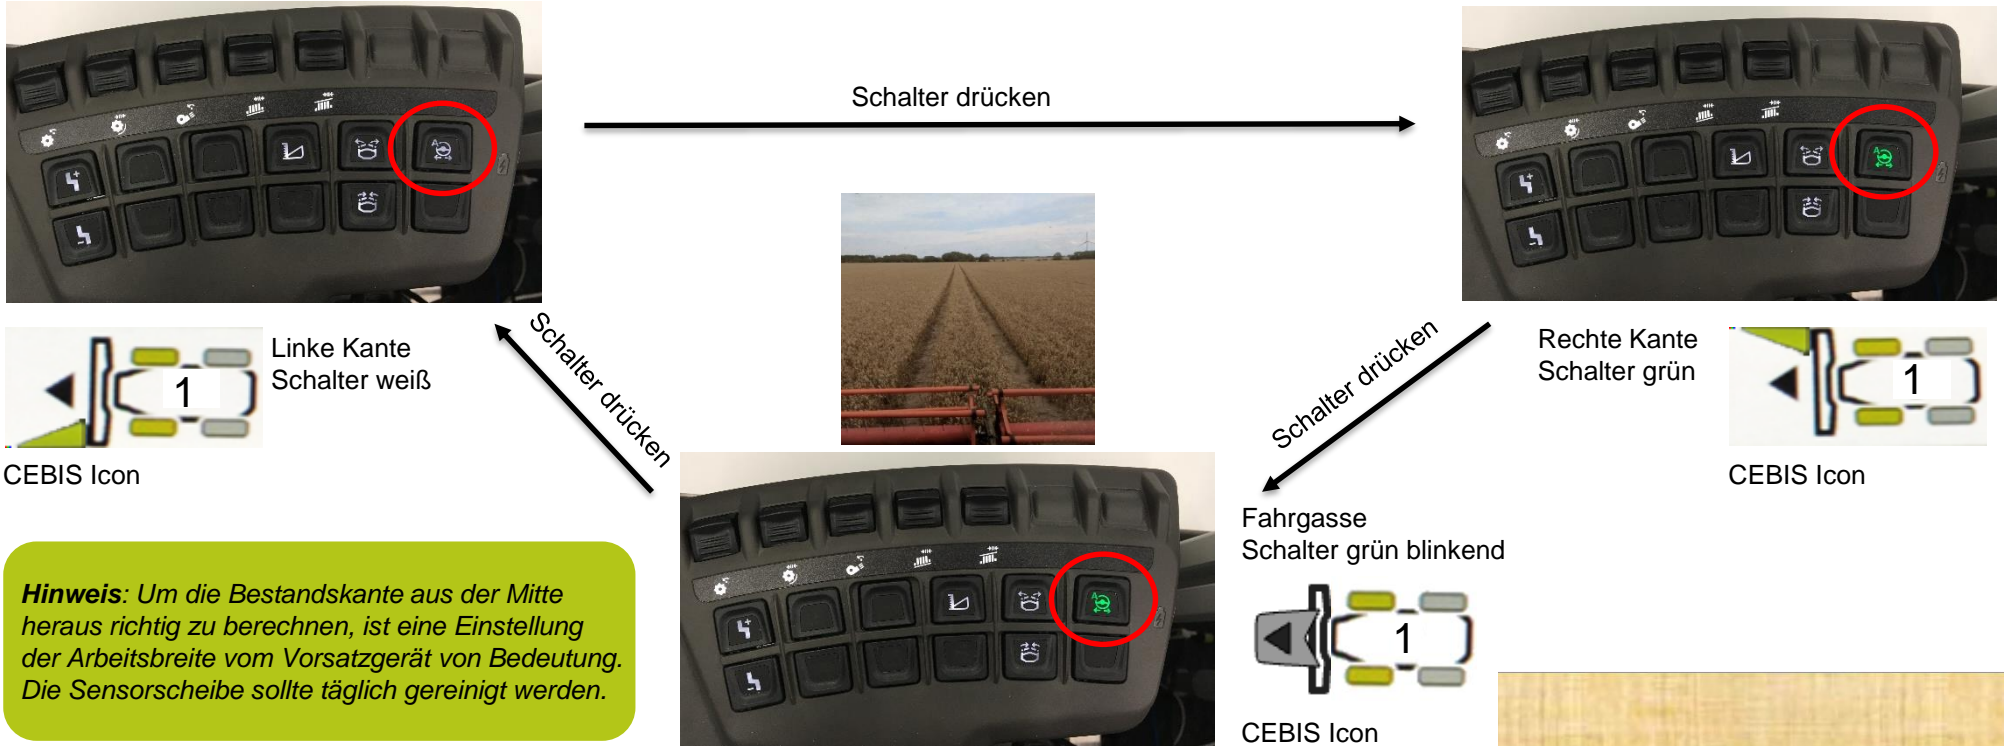 Schalter drücken
Linke Kante
Schalter weiß
1
CEBIS Icon
Schalter drücken
Schalter drücken
Rechte Kante
Schalter grün
1
CEBIS Icon
Fahrgasse
Schalter grün blinkend
1
CEBIS Icon
Hinweis: Um die Bestandskante aus der Mitte
heraus richtig zu berechnen, ist eine Einstellung
der Arbeitsbreite vom Vorsatzgerät von Bedeutung.
Die Sensorscheibe sollte täglich gereinigt werden.